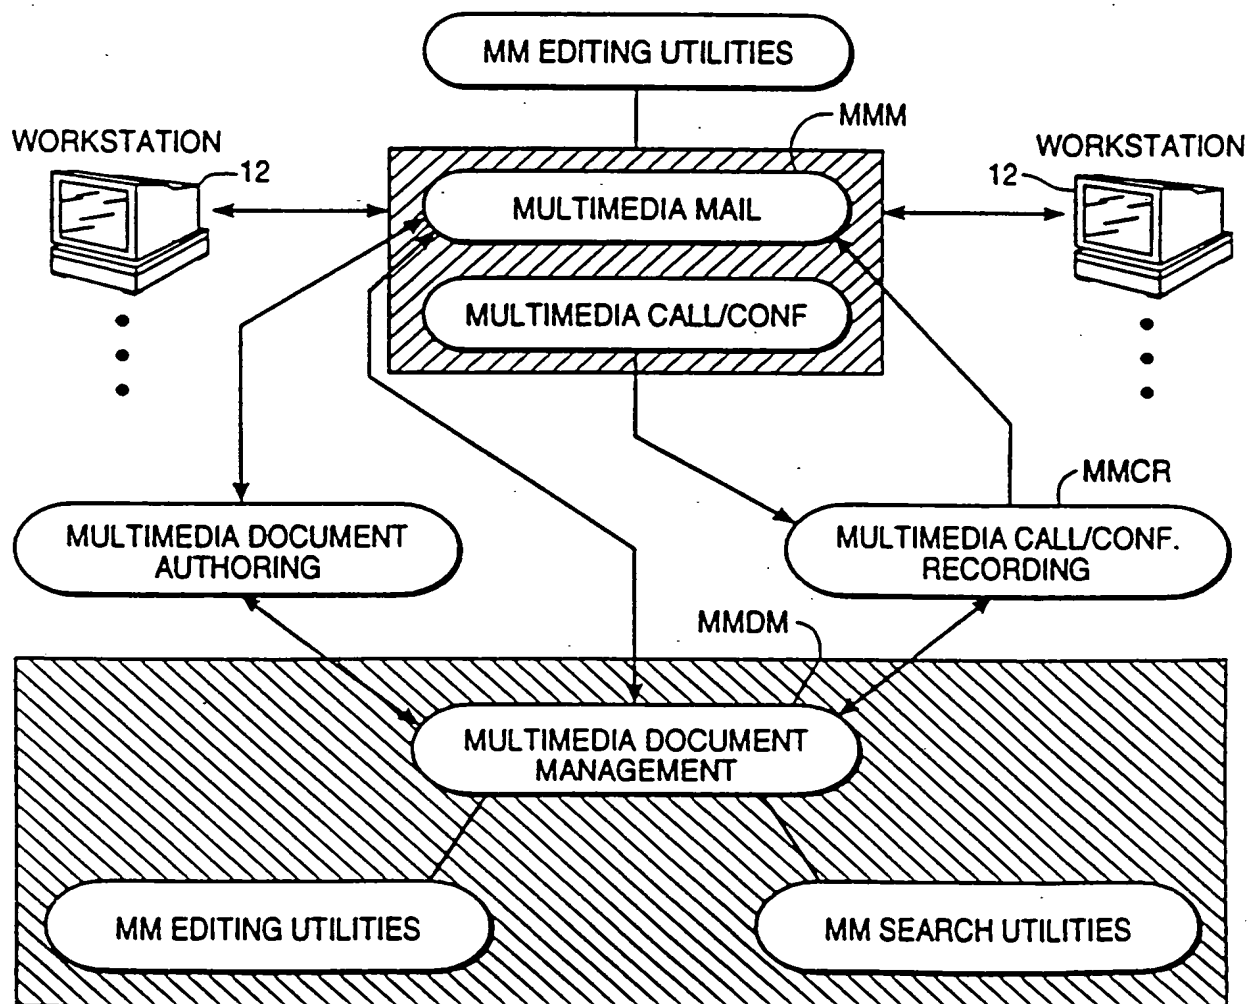 MM EDITING UTILITIES
MMM
WORKSTATION
12
WORKSTATION
12
MULTIMEDIA MAIL
MULTIMEDIA CALL/CONF
MMCR
MULTIMEDIA DOCUMENT
AUTHORING
MULTIMEDIA CALL/CONF.
RECORDING
MMDM
MULTIMEDIA DOCUMENT
MANAGEMENT
MM EDITING UTILITIES
MM SEARCH UTILITIES